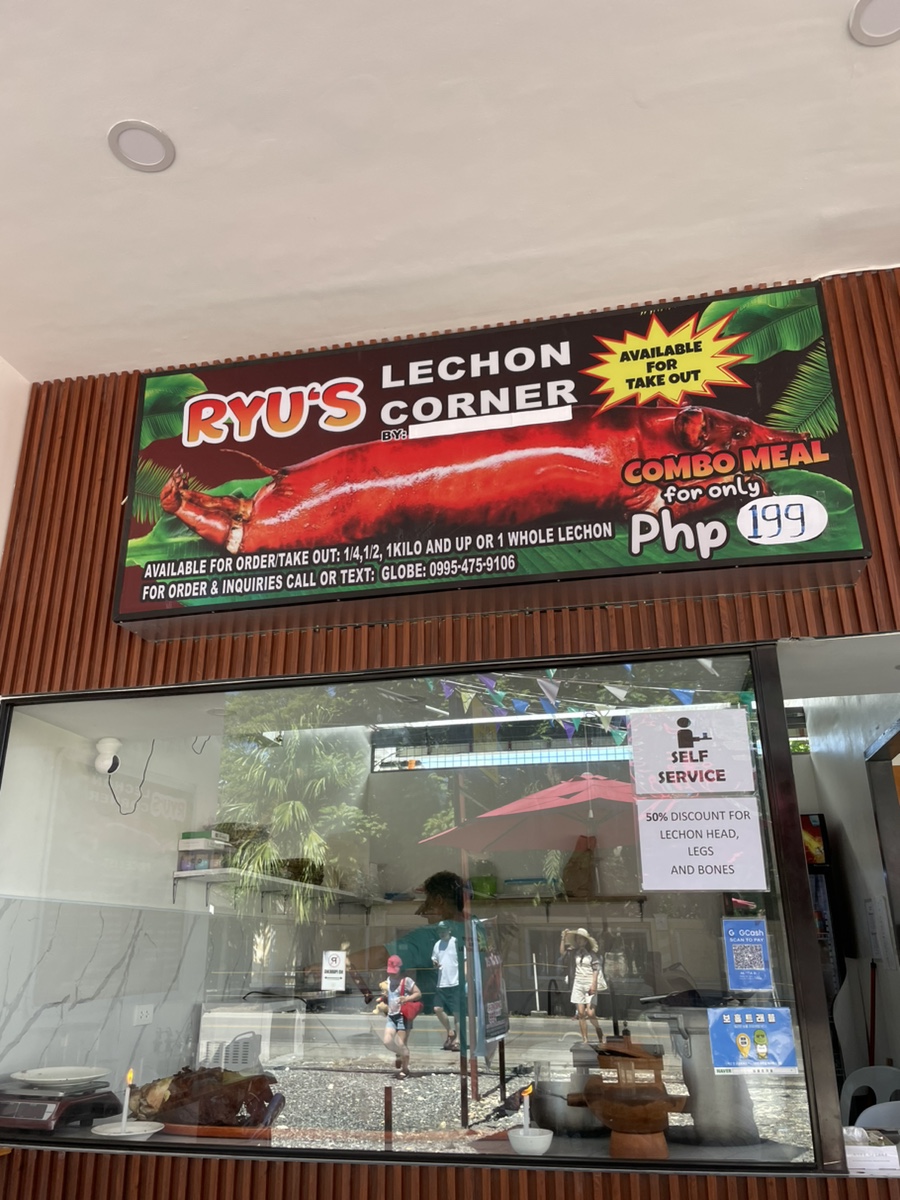 RYU'S
LECHON
CORNER
BY:
AVAILABLE
FOR
TAKE OUT
COMBO MEAL
for only
Php 199
AVAILABLE FOR ORDER/TAKE OUT: 1/4,1/2, 1KILO AND UP OR 1 WHOLE LECHON
FOR ORDER & INQUIRIES CALL OR TEXT: GLOBE: 0995-475-9106
SELF
SERVICE
50% DISCOUNT FOR
LECHON HEAD,
LEGS
AND BONES
GCash
SCAN TO PAY
보홀트래블